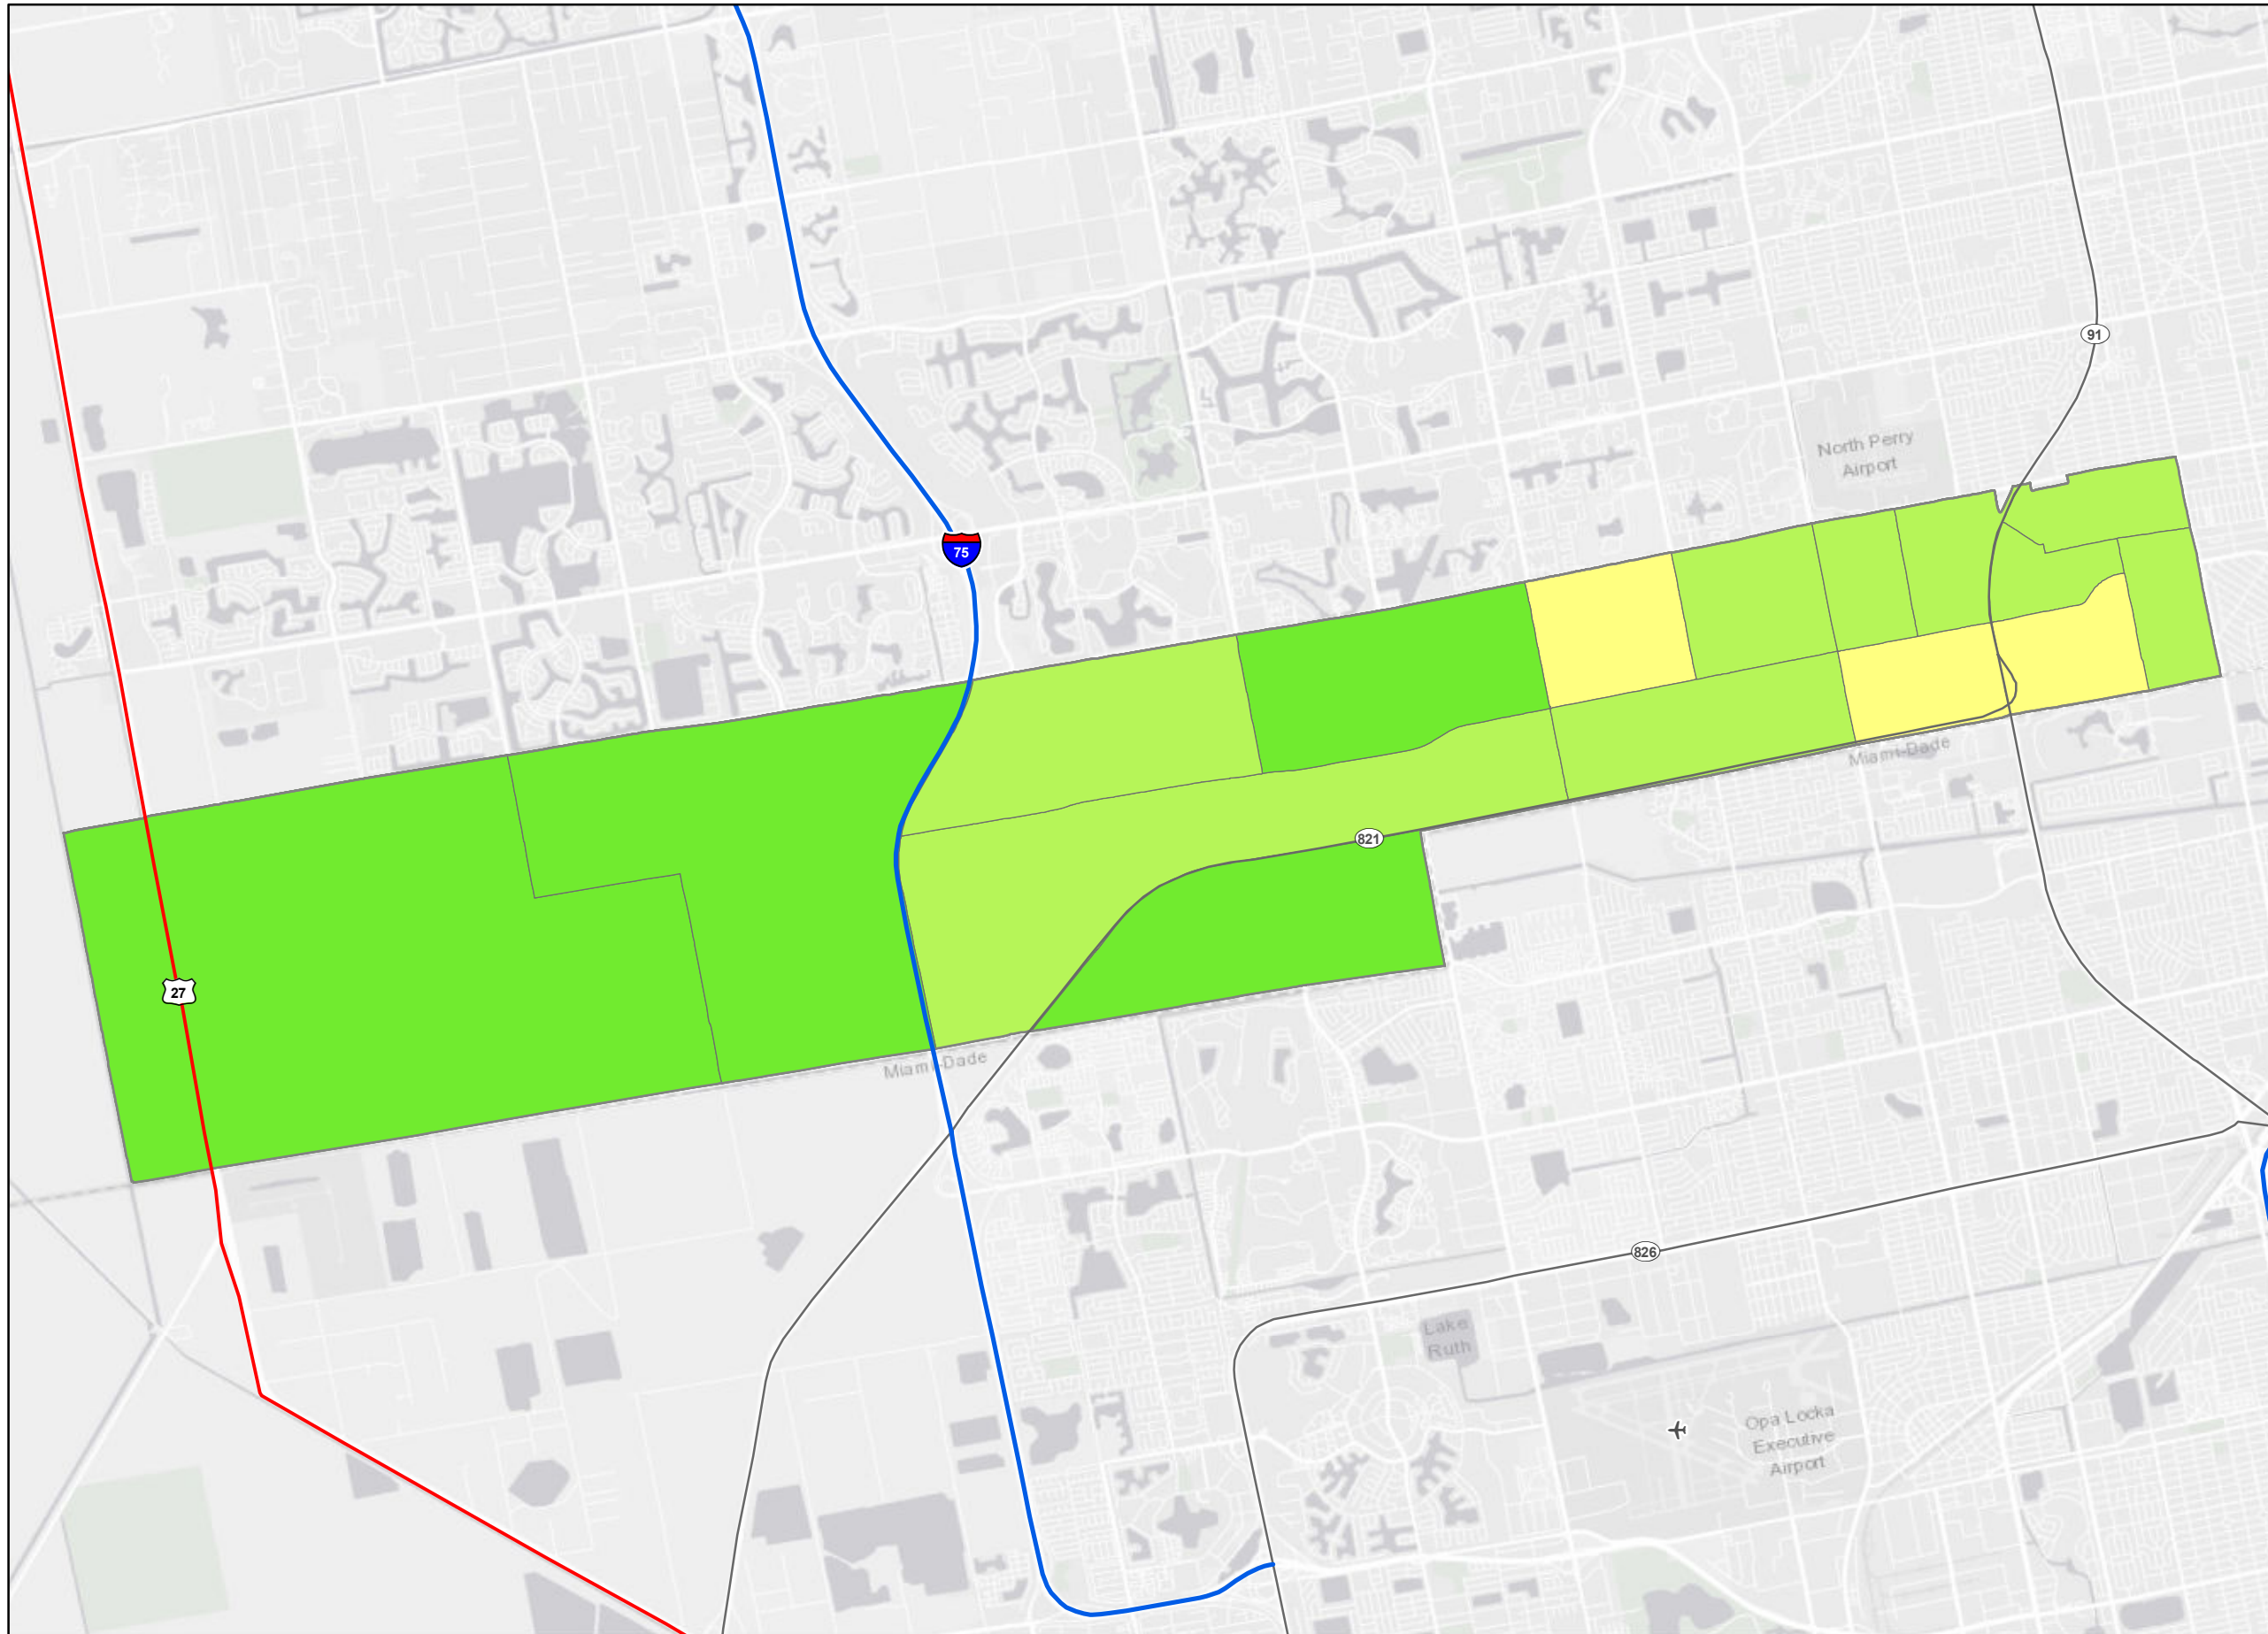 91
North Perry
Airport
75
Miami-Dade
821
27
Miami-Dade
826
Lake
Ruth
Opa Locka
Executive
Airport